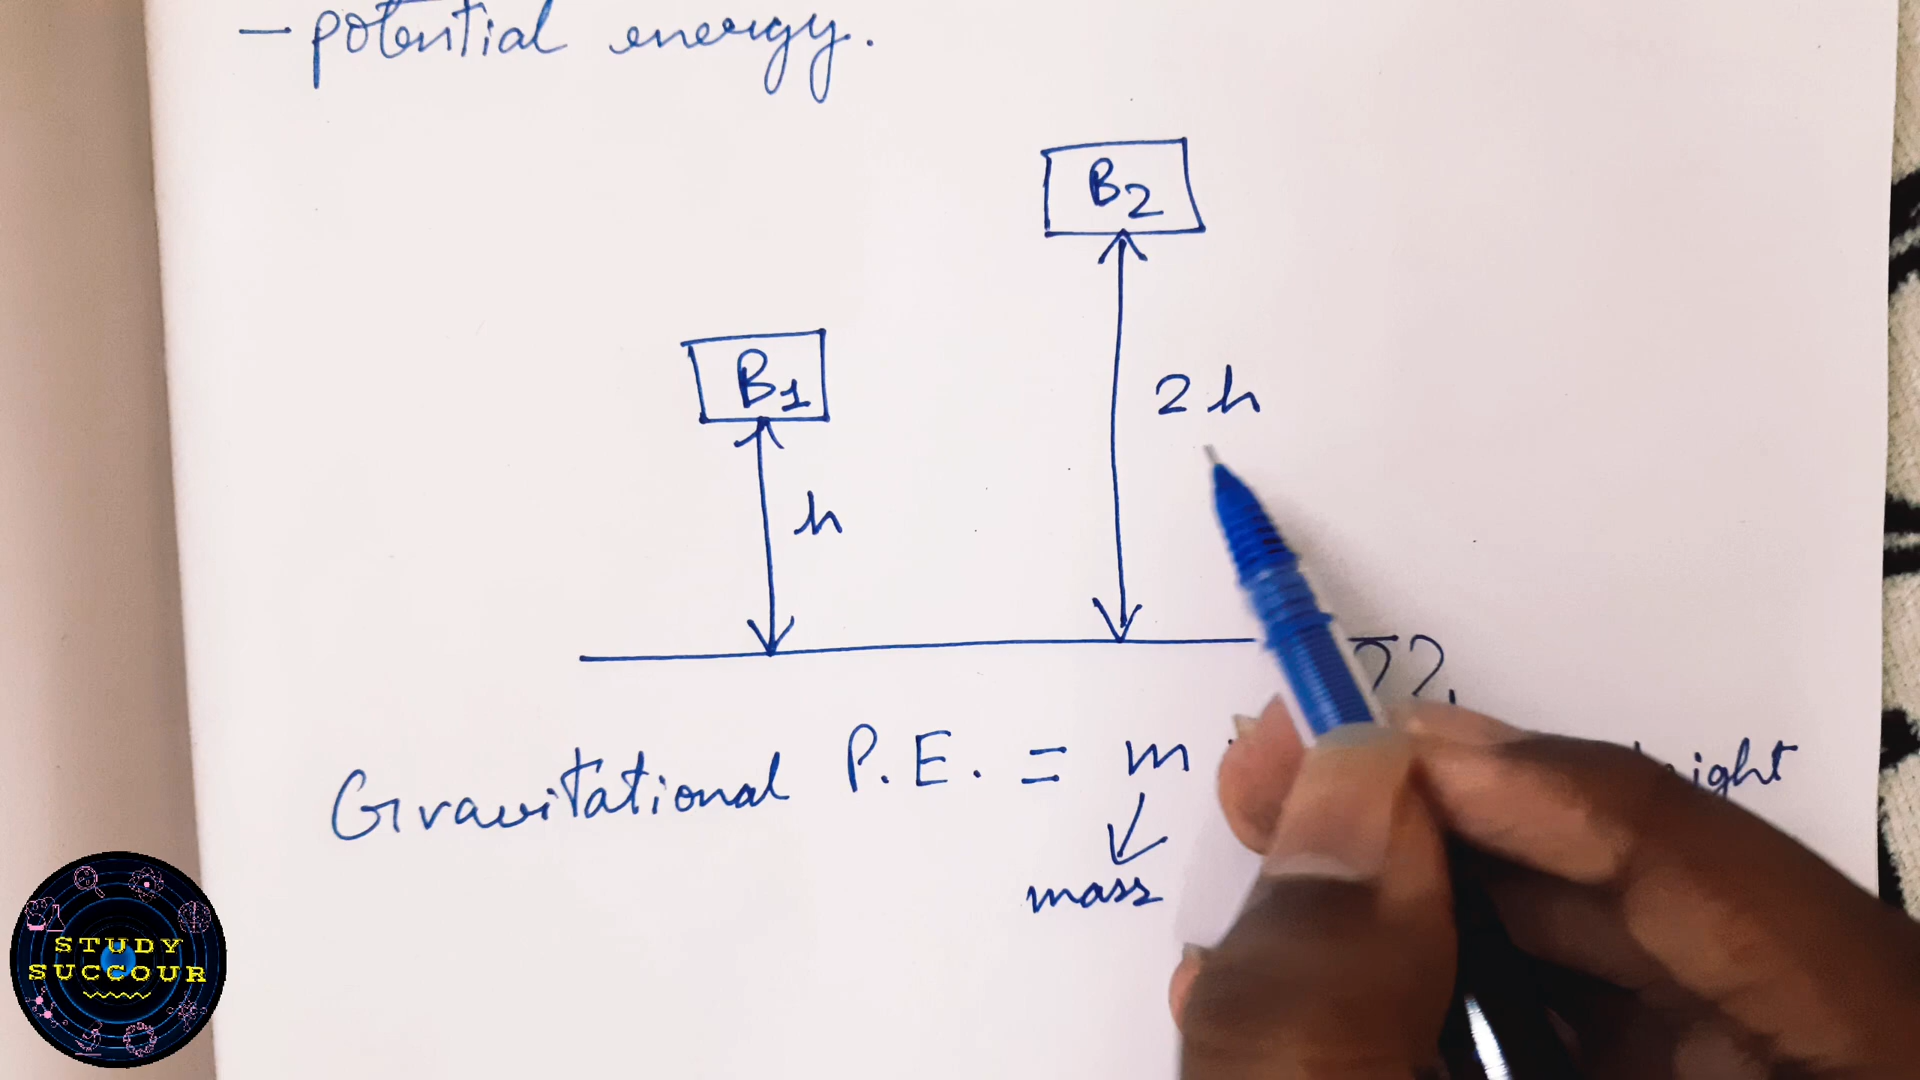 – potential energy.
B2
B1
2h
h
Gravitational P.E. = m
mass
STUDY
SUCCOUR